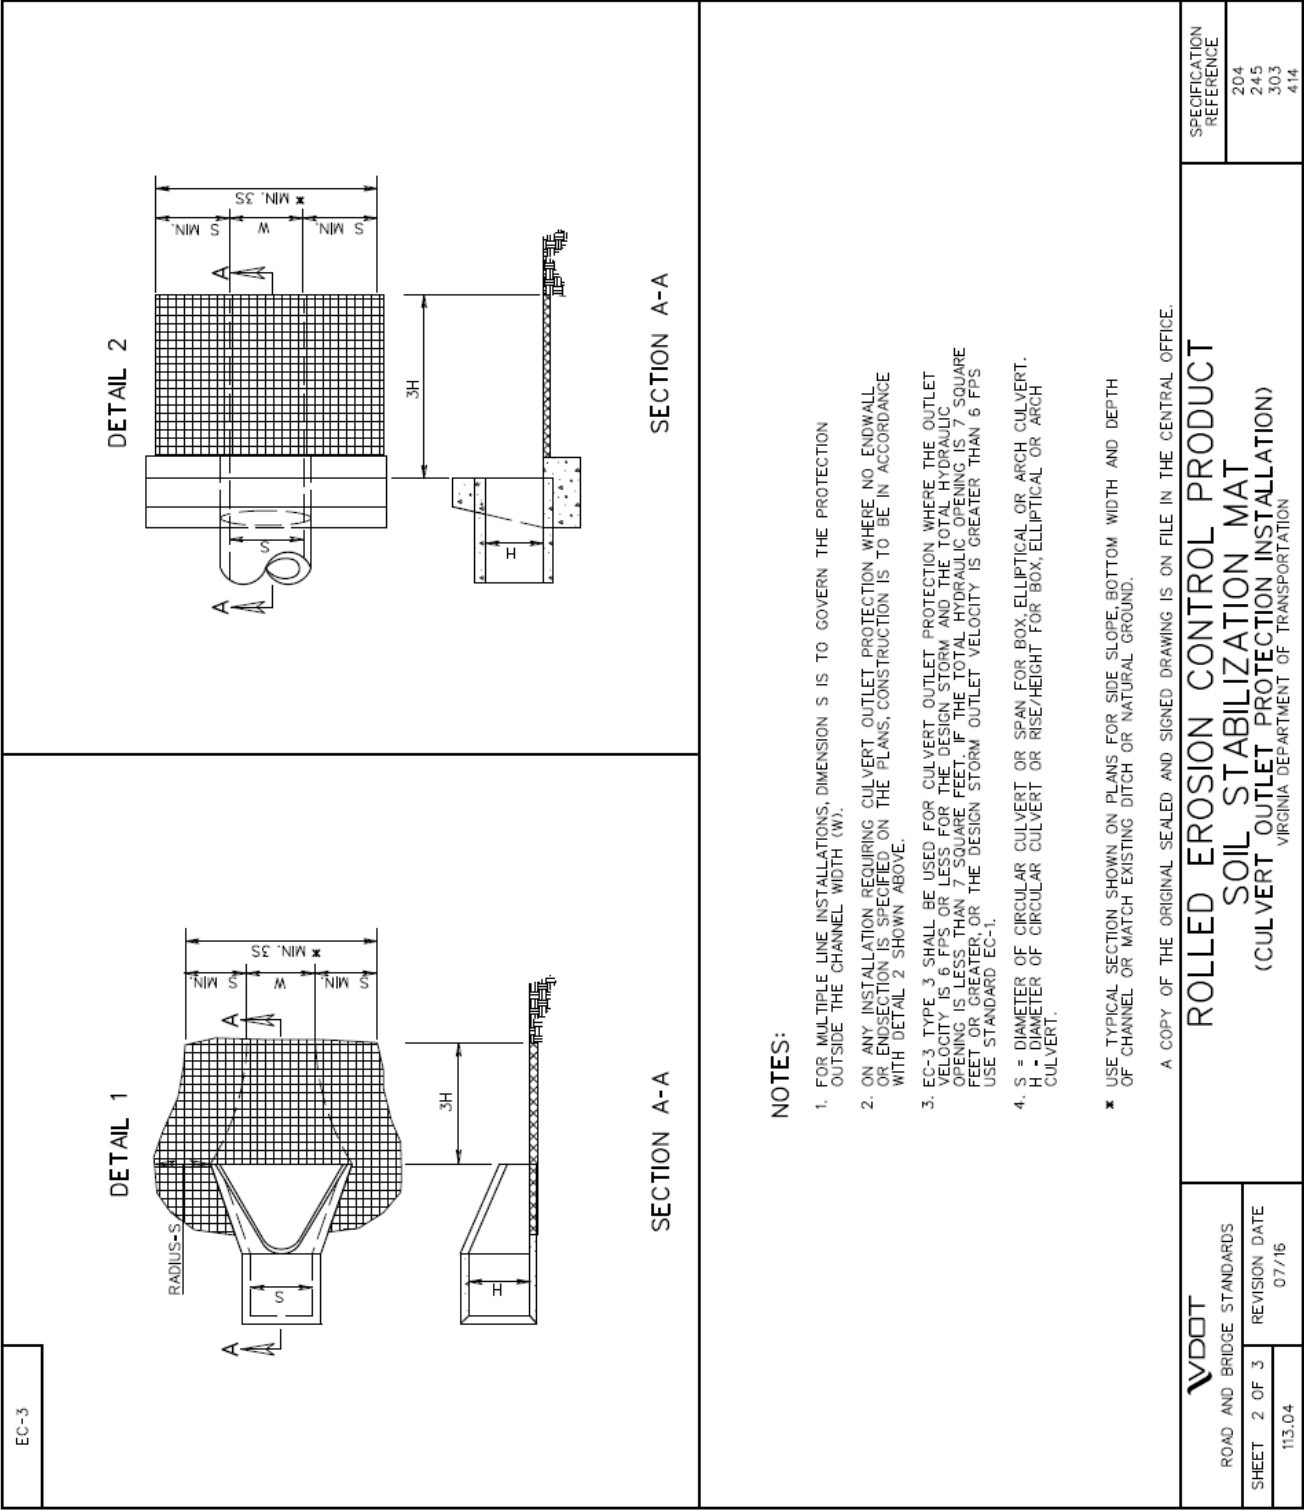 EC-3
DETAIL 1
RADIUS=S
A
A
S
S MIN.
W
S MIN.
* MIN. 3S
3H
H
SECTION A-A
DETAIL 2
A
A
S
S MIN.
W
S MIN.
* MIN. 3S
3H
H
SECTION A-A
NOTES:
1. FOR MULTIPLE LINE INSTALLATIONS, DIMENSION S IS TO GOVERN THE PROTECTION
OUTSIDE THE CHANNEL WIDTH (W).
2. ON ANY INSTALLATION REQUIRING CULVERT OUTLET PROTECTION WHERE NO ENDWALL
OR ENDSECTION IS SPECIFIED ON THE PLANS, CONSTRUCTION IS TO BE IN ACCORDANCE
WITH DETAIL 2 SHOWN ABOVE.
3. EC-3 TYPE 3 SHALL BE USED FOR CULVERT OUTLET PROTECTION WHERE THE OUTLET
VELOCITY IS 6 FPS OR LESS FOR THE DESIGN STORM AND THE TOTAL HYDRAULIC
OPENING IS LESS THAN 7 SQUARE FEET. IF THE TOTAL HYDRAULIC OPENING IS 7 SQUARE
FEET OR GREATER, OR THE DESIGN STORM OUTLET VELOCITY IS GREATER THAN 6 FPS
USE STANDARD EC-1.
4. S = DIAMETER OF CIRCULAR CULVERT OR SPAN FOR BOX, ELLIPTICAL OR ARCH CULVERT.
H - DIAMETER OF CIRCULAR CULVERT OR RISE/HEIGHT FOR BOX, ELLIPTICAL OR ARCH
CULVERT.
* USE TYPICAL SECTION SHOWN ON PLANS FOR SIDE SLOPE, BOTTOM WIDTH AND DEPTH
OF CHANNEL OR MATCH EXISTING DITCH OR NATURAL GROUND.
A COPY OF THE ORIGINAL SEALED AND SIGNED DRAWING IS ON FILE IN THE CENTRAL OFFICE.
VDOT
ROAD AND BRIDGE STANDARDS
SHEET 2 OF 3
REVISION DATE
07/16
113.04
ROLLED EROSION CONTROL PRODUCT
SOIL STABILIZATION MAT
(CULVERT OUTLET PROTECTION INSTALLATION)
VIRGINIA DEPARTMENT OF TRANSPORTATION
SPECIFICATION
REFERENCE
204
245
303
414